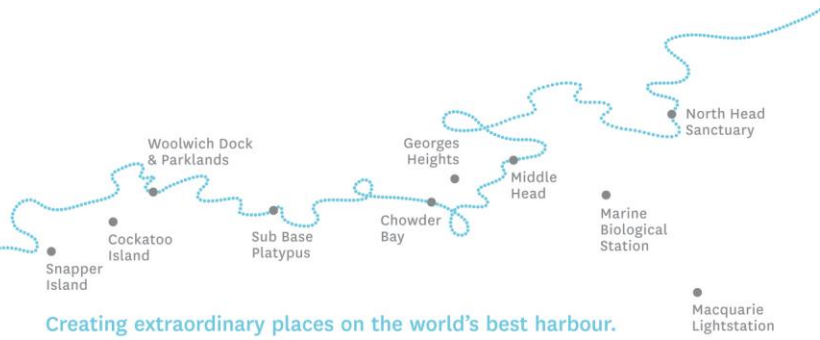 North Head
Sanctuary
Woolwich Dock
& Parklands
Georges
Heights
Middle
Head
Marine
Biological
Station
Chowder
Bay
Sub Base
Platypus
Cockatoo
Island
Snapper
Island
Macquarie
Lightstation
Creating extraordinary places on the world's best harbour.